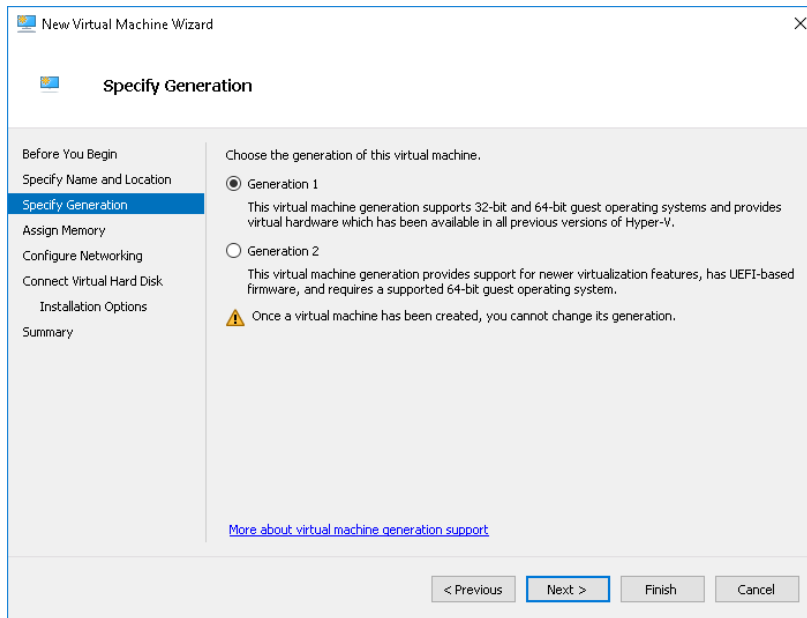 New Virtual Machine Wizard
Specify Generation
Before You Begin
Specify Name and Location
Specify Generation
Assign Memory
Configure Networking
Connect Virtual Hard Disk
Installation Options
Summary
Choose the generation of this virtual machine.
Generation 1
This virtual machine generation supports 32-bit and 64-bit guest operating systems and provides
virtual hardware which has been available in all previous versions of Hyper-V.
Generation 2
This virtual machine generation provides support for newer virtualization features, has UEFI-based
firmware, and requires a supported 64-bit guest operating system.
Once a virtual machine has been created, you cannot change its generation.
More about virtual machine generation support
< Previous
Next >
Finish
Cancel